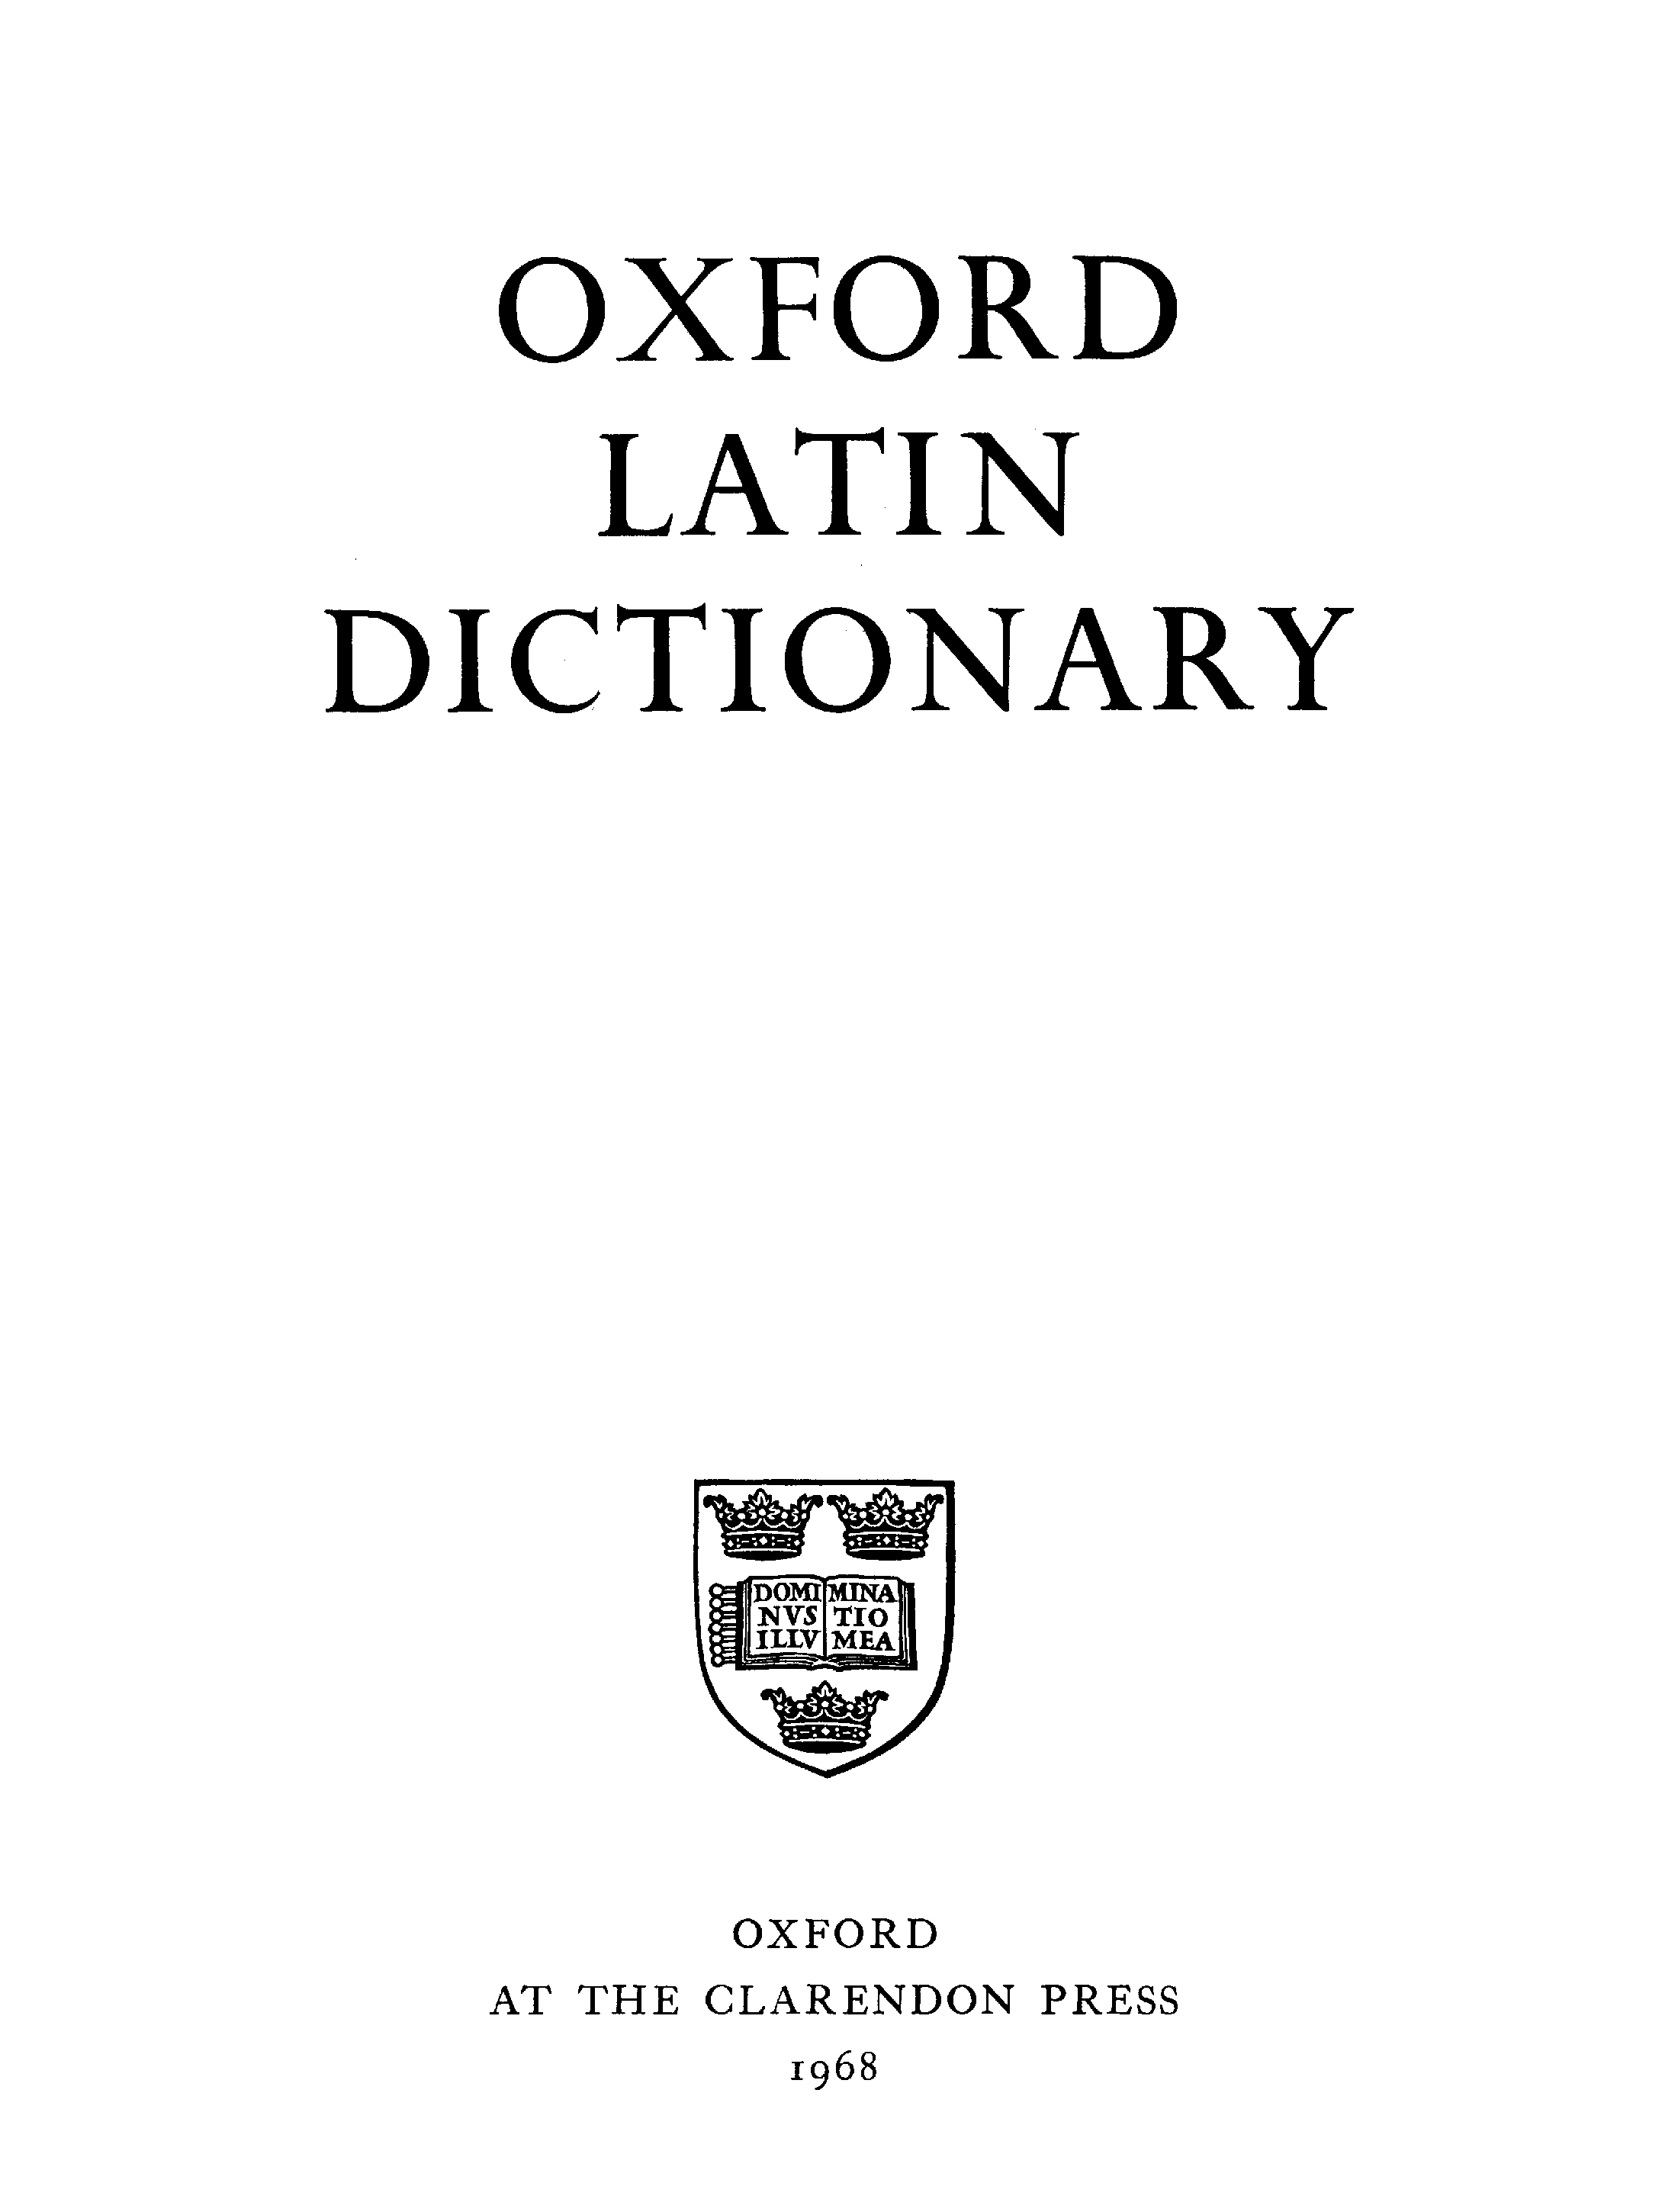 OXFORD
LATIN
DICTIONARY
DOMI MINA
NVS TIO
ILLV MEA
OXFORD
AT THE CLARENDON PRESS
1968